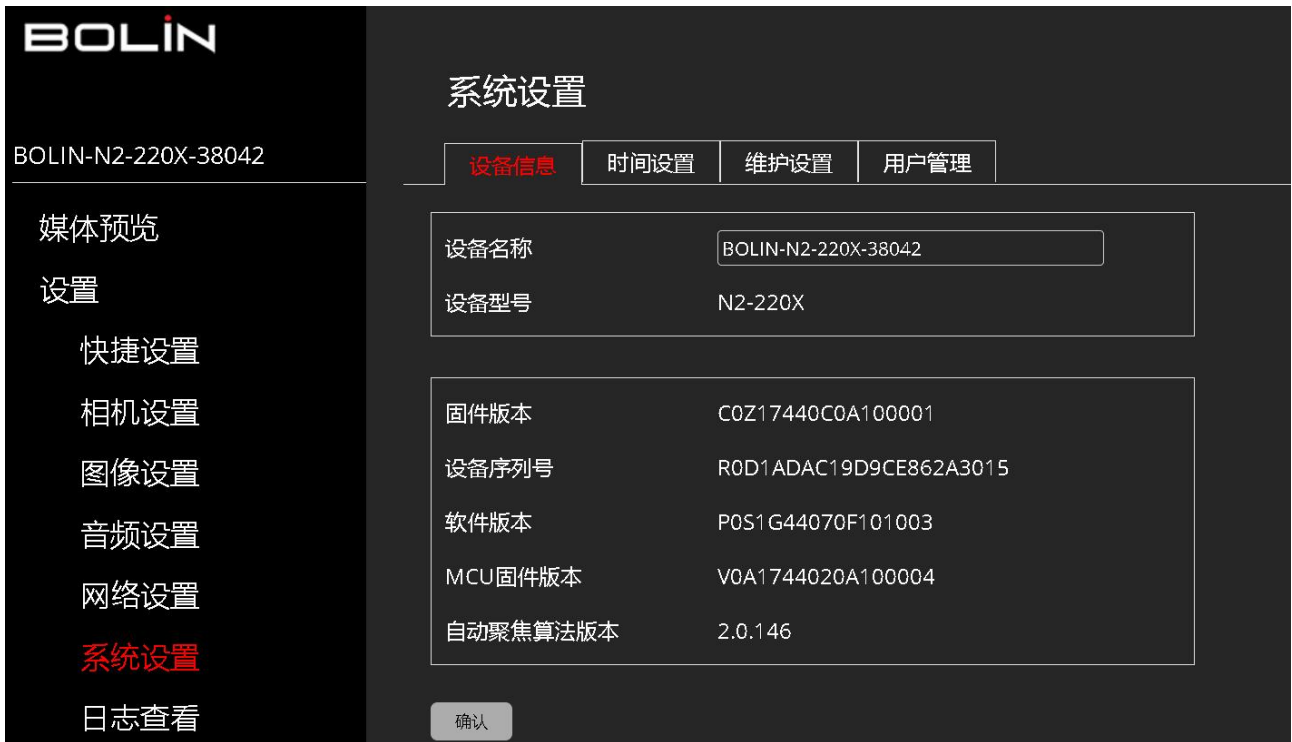 BOLIN
BOLIN-N2-220X-38042
媒体预览
设置
快捷设置
相机设置
图像设置
音频设置
网络设置
系统设置
日志查看
系统设置
设备信息 时间设置 维护设置 用户管理
设备名称 BOLIN-N2-220X-38042
设备型号 N2-220X
固件版本 C0Z17440C0A100001
设备序列号 R0D1ADAC19D9CE862A3015
软件版本 P0S1G44070F101003
MCU固件版本 V0A1744020A100004
自动聚焦算法版本 2.0.146
确认